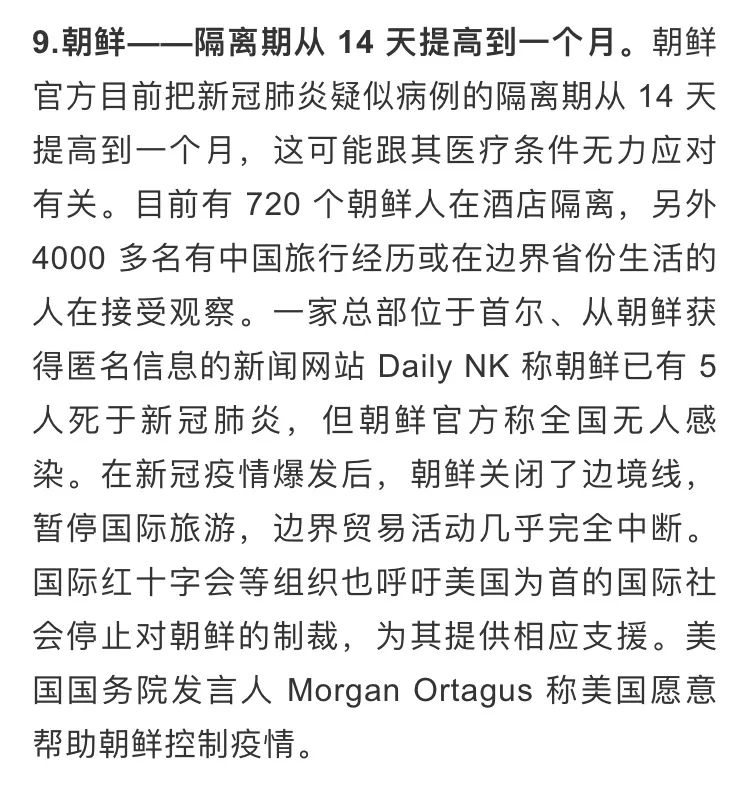 9.朝鲜——隔离期从 14 天提高到一个月。朝鲜
官方目前把新冠肺炎疑似病例的隔离期从 14 天
提高到一个月，这可能跟其医疗条件无力应对
有关。目前有 720 个朝鲜人在酒店隔离，另外
4000 多名有中国旅行经历或在边界省份生活的
人在接受观察。一家总部位于首尔、从朝鲜获
得匿名信息的新闻网站 Daily NK 称朝鲜已有 5
人死于新冠肺炎，但朝鲜官方称全国无人感
染。在新冠疫情爆发后，朝鲜关闭了边境线，
暂停国际旅游，边界贸易活动几乎完全中断。
国际红十字会等组织也呼吁美国为首的国际社
会停止对朝鲜的制裁，为其提供相应支援。美
国国务院发言人 Morgan Ortagus 称美国愿意
帮助朝鲜控制疫情。